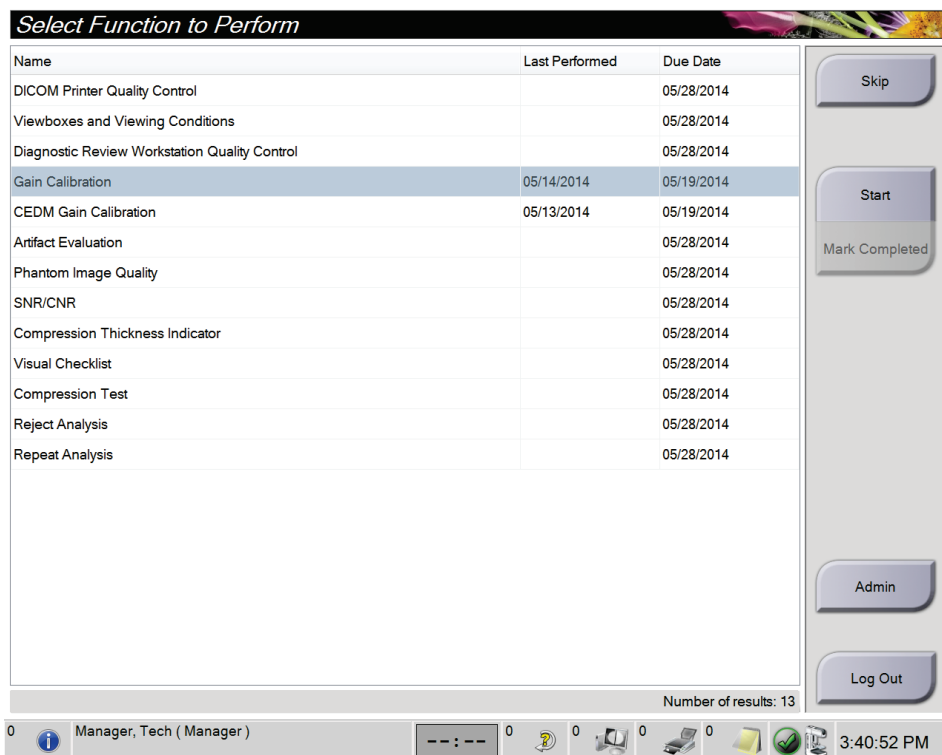 Select Function to Perform
Name Last Performed Due Date
DICOM Printer Quality Control 05/28/2014
Viewboxes and Viewing Conditions 05/28/2014
Diagnostic Review Workstation Quality Control 05/28/2014
Gain Calibration 05/14/2014 05/19/2014
CEDM Gain Calibration 05/13/2014 05/19/2014
Artifact Evaluation 05/28/2014
Phantom Image Quality 05/28/2014
SNR/CNR 05/28/2014
Compression Thickness Indicator 05/28/2014
Visual Checklist 05/28/2014
Compression Test 05/28/2014
Reject Analysis 05/28/2014
Repeat Analysis 05/28/2014
Number of results: 13
Skip
Start
Mark Completed
Admin
Log Out
0 Manager, Tech ( Manager ) --:-- 0 0 0 0 3:40:52 PM